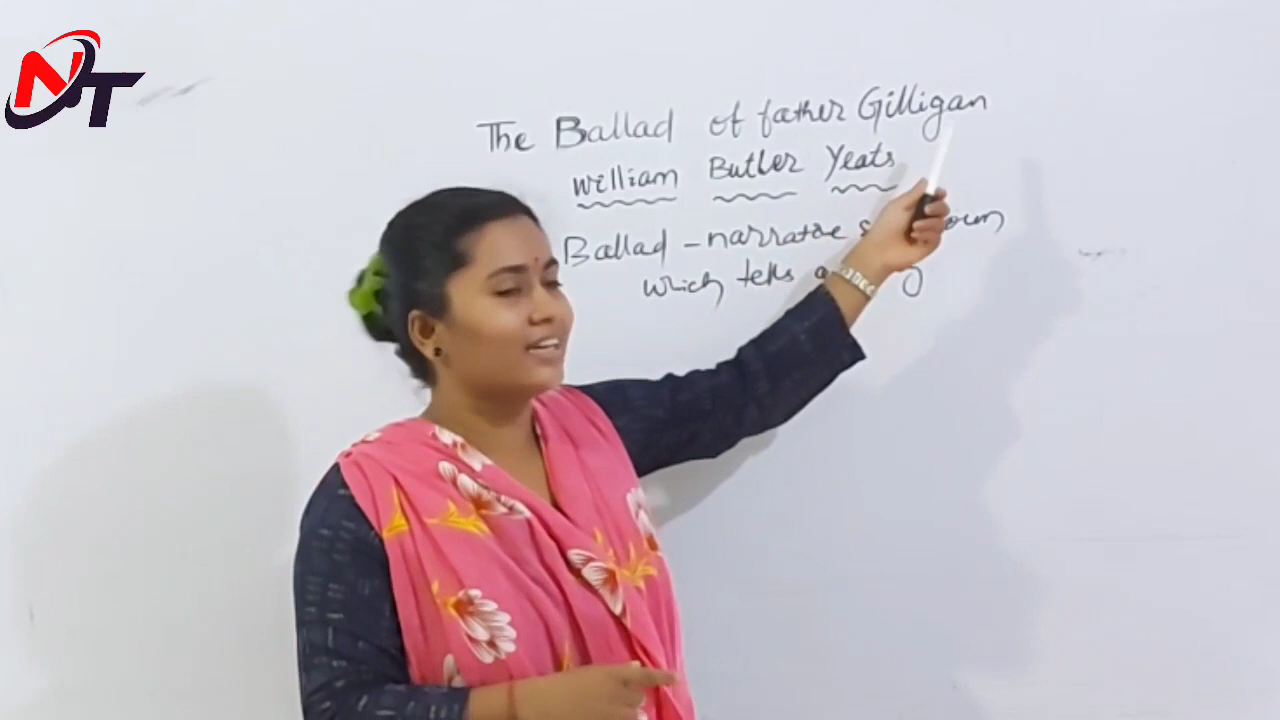 NT
The Ballad of father Gilligan
William Butler Yeats
Ballad - narrative
which tells a